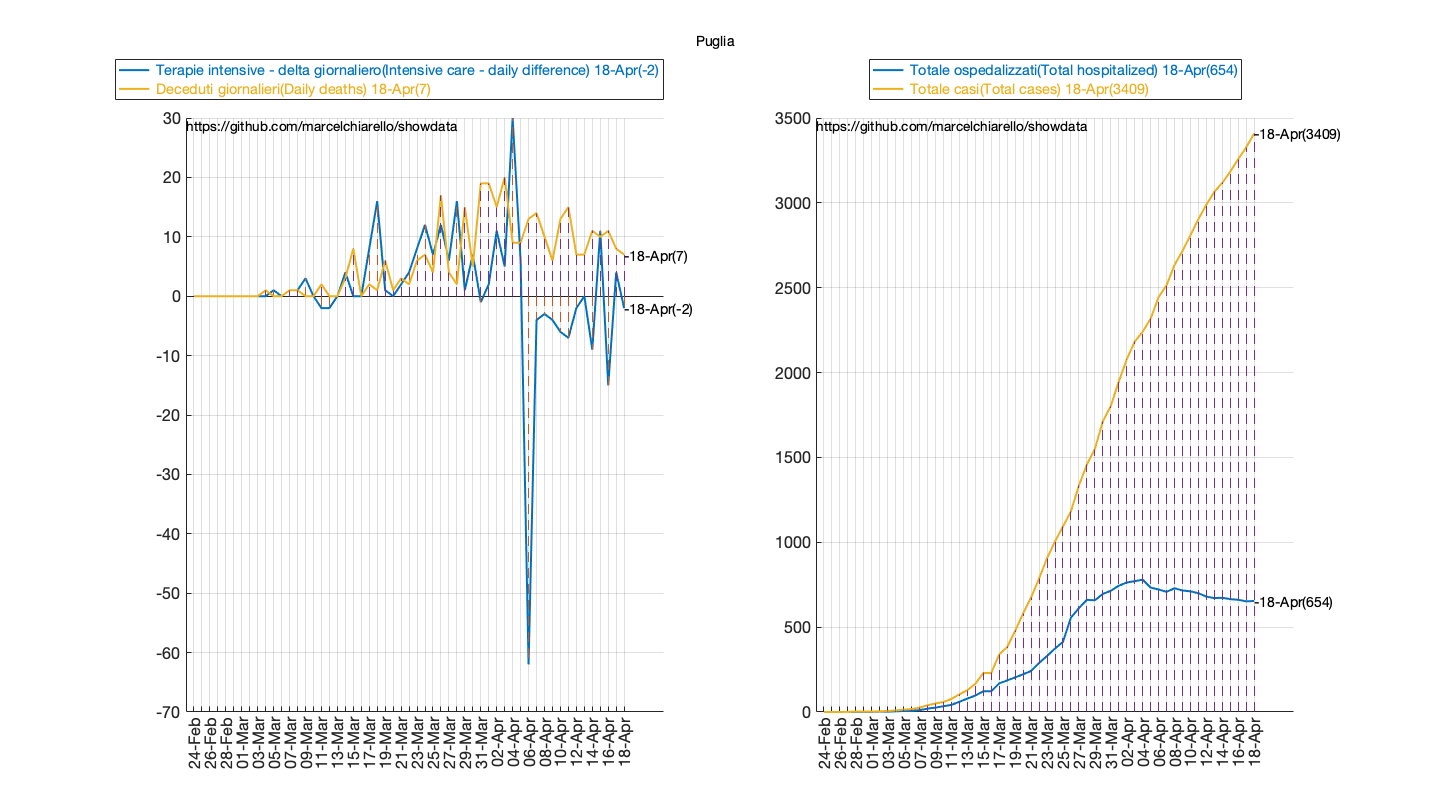 Puglia
Terapie intensive - delta giornaliero(Intensive care - daily difference) 18-Apr(-2)
Deceduti giornalieri(Daily deaths) 18-Apr(7)
https://github.com/marcelchiarello/showdata
30
20
10
0
-10
-20
-30
-40
-50
-60
-70
18-Apr(7)
18-Apr(-2)
24-Feb
26-Feb
28-Feb
01-Mar
03-Mar
05-Mar
07-Mar
09-Mar
11-Mar
13-Mar
15-Mar
17-Mar
19-Mar
21-Mar
23-Mar
25-Mar
27-Mar
29-Mar
31-Mar
02-Apr
04-Apr
06-Apr
08-Apr
10-Apr
12-Apr
14-Apr
16-Apr
18-Apr
Totale ospedalizzati(Total hospitalized) 18-Apr(654)
Totale casi(Total cases) 18-Apr(3409)
https://github.com/marcelchiarello/showdata
3500
3000
2500
2000
1500
1000
500
0
18-Apr(3409)
18-Apr(654)
24-Feb
26-Feb
28-Feb
01-Mar
03-Mar
05-Mar
07-Mar
09-Mar
11-Mar
13-Mar
15-Mar
17-Mar
19-Mar
21-Mar
23-Mar
25-Mar
27-Mar
29-Mar
31-Mar
02-Apr
04-Apr
06-Apr
08-Apr
10-Apr
12-Apr
14-Apr
16-Apr
18-Apr